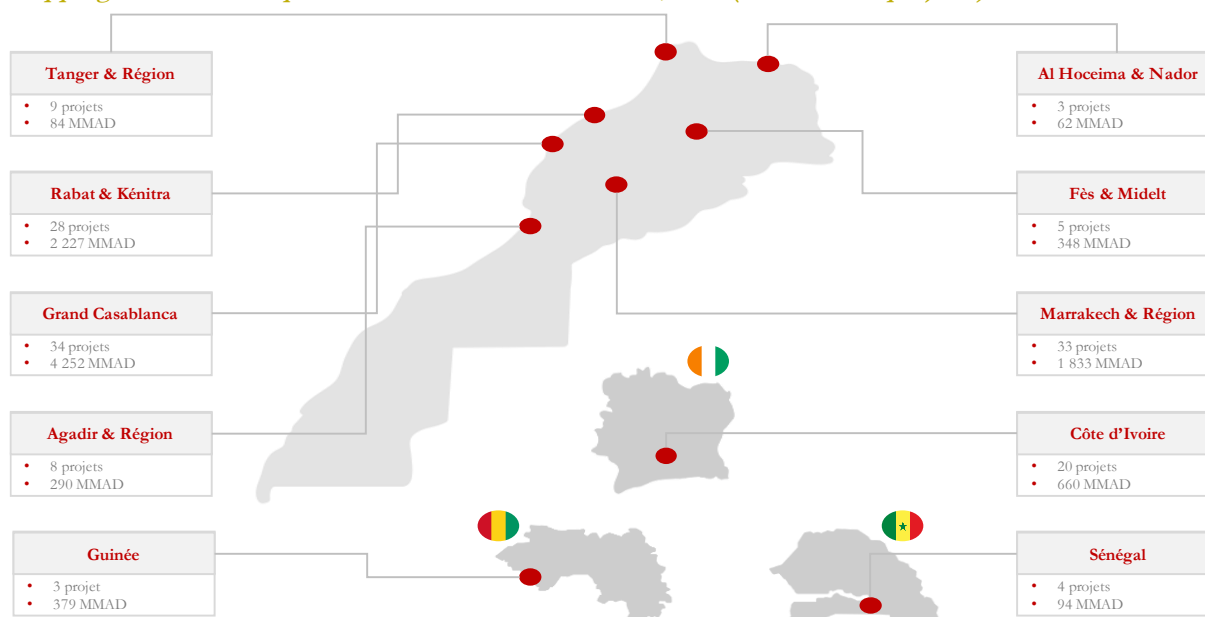 Tanger & Région
• 9 projets
• 84 MMAD
Al Hoceima & Nador
• 3 projets
• 62 MMAD
Rabat & Kénitra
• 28 projets
• 2 227 MMAD
Fès & Midelt
• 5 projets
• 348 MMAD
Grand Casablanca
• 34 projets
• 4 252 MMAD
Marrakech & Région
• 33 projets
• 1 833 MMAD
Agadir & Région
• 8 projets
• 290 MMAD
Côte d'Ivoire
• 20 projets
• 660 MMAD
Guinée
• 3 projet
• 379 MMAD
Sénégal
• 4 projets
• 94 MMAD